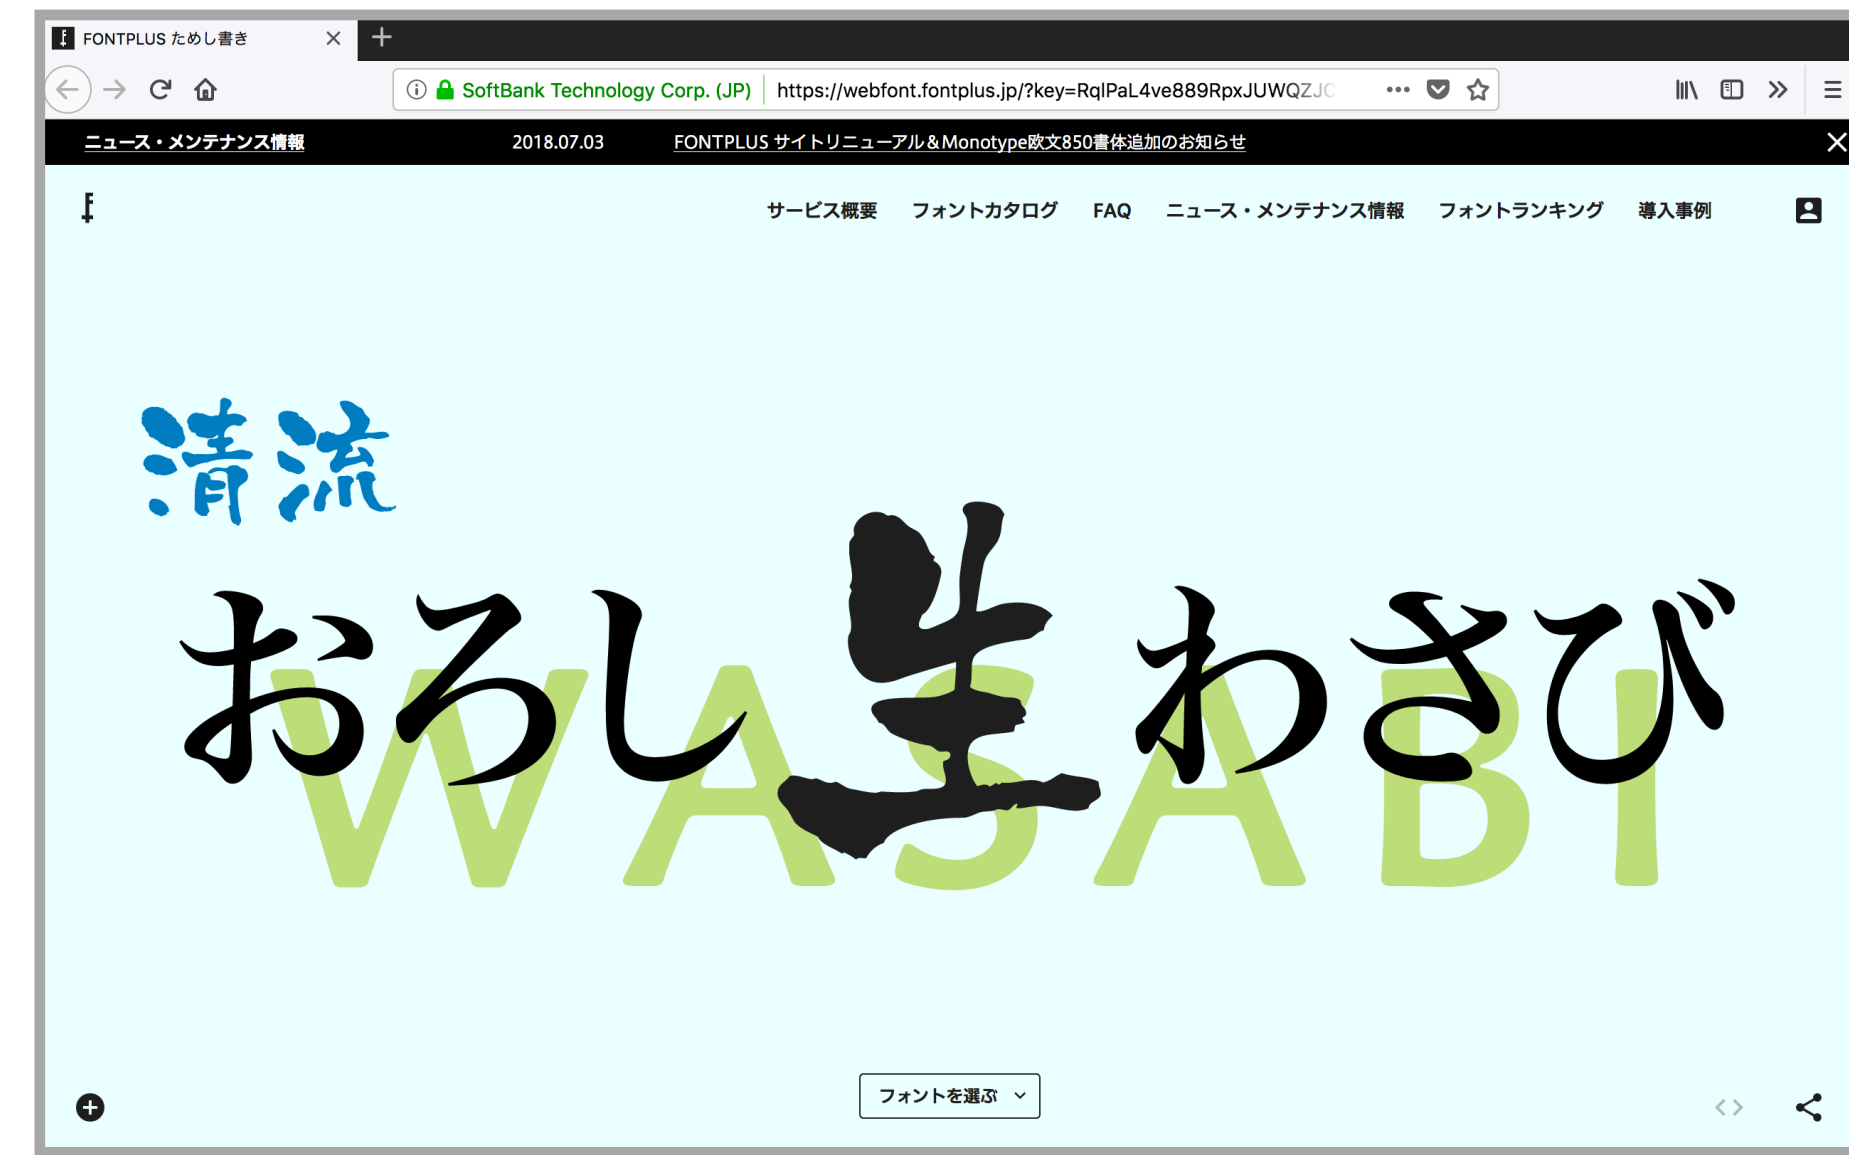 FONTPLUS ためし書き
SoftBank Technology Corp. (JP) https://webfont.fontplus.jp/?key=RqlPaL4ve889RpxJUWQZJC
ニュース・メンテナンス情報 2018.07.03 FONTPLUS サイトリニューアル＆Monotype欧文850書体追加のお知らせ
サービス概要 フォントカタログ FAQ ニュース・メンテナンス情報 フォントランキング 導入事例
清流
おろし生わさび
WASABI
フォントを選ぶ